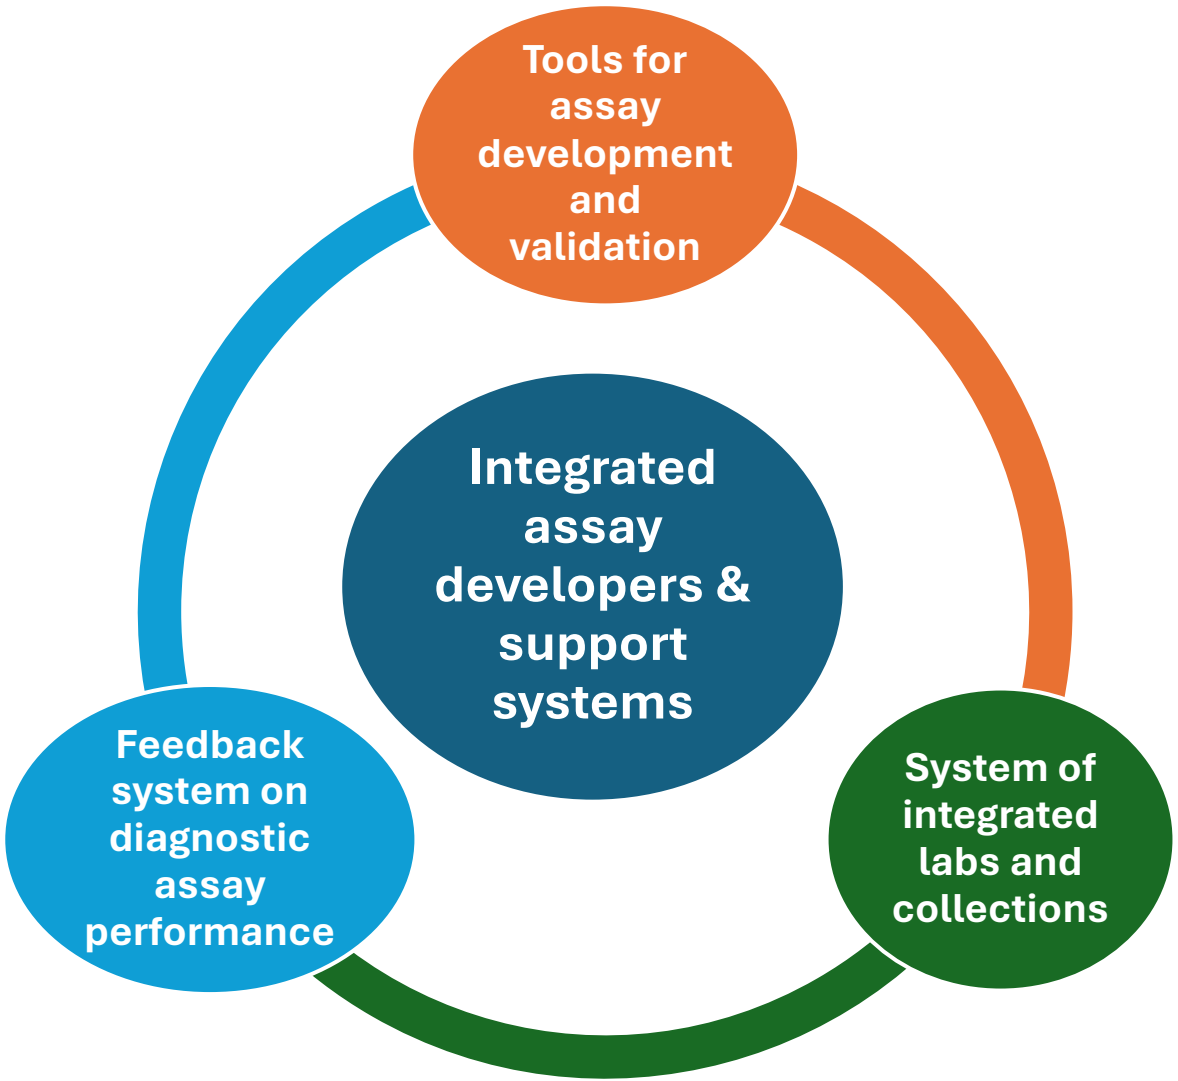 Tools for
assay
development
and
validation
Integrated
assay
developers &
support
systems
Feedback
system on
diagnostic
assay
performance
System of
integrated
labs and
collections